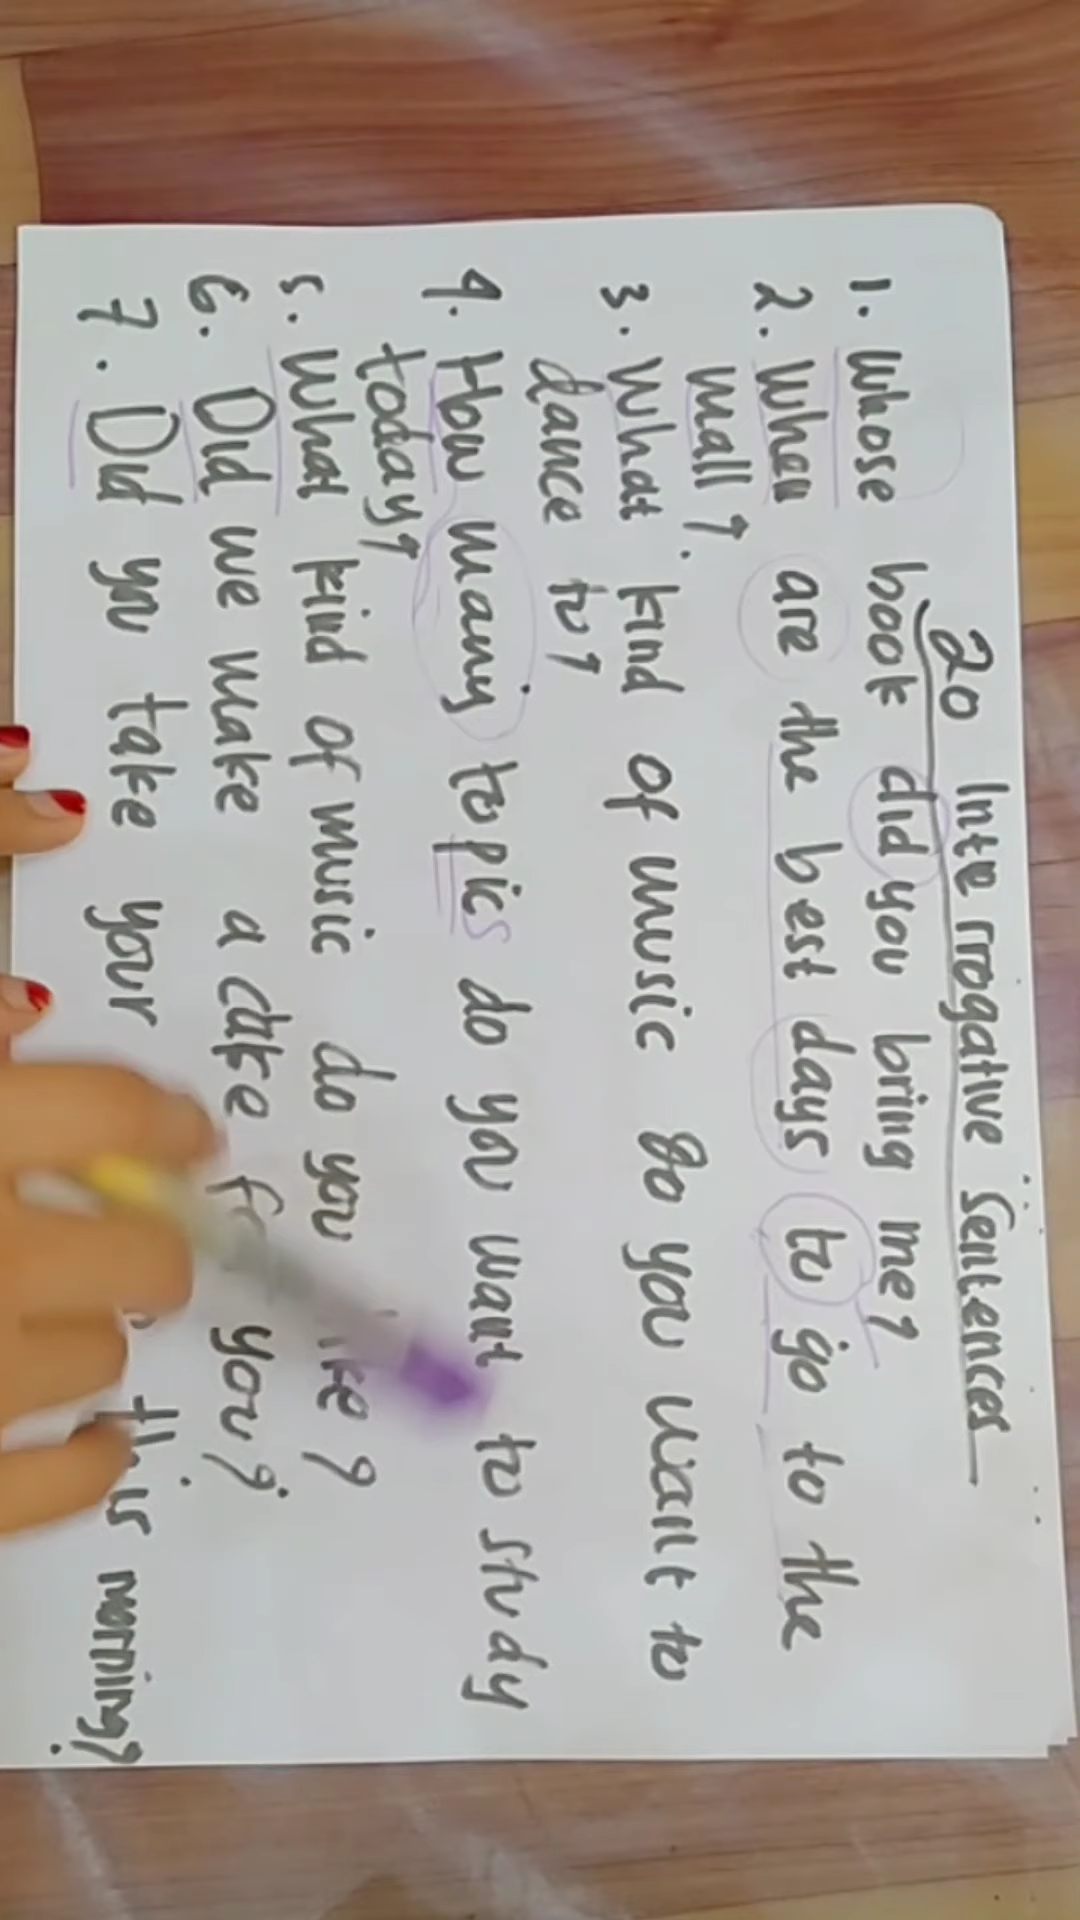 20 Interrogative Sentences
1. Whose book did you bring me?
2. When are the best days to go to the
mall?
3. What kind of music do you want to
dance to?
4. How many topics do you want to study
today?
5. What kind of music do you
6. Did we make a cake you?
7. Did you take your this morning?